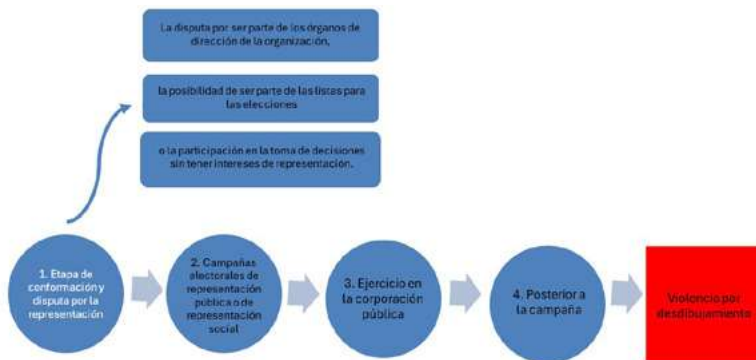 La disputa por ser parte de los órganos de
dirección de la organización,
la posibilidad de ser parte de las listas para
las elecciones
o la participación en la toma de decisiones
sin tener intereses de representación.
1. Etapa de
conformación y
disputa por la
representación
2. Campañas
electorales de
representación
pública o de
representación
social
3. Ejercicio en
la corporación
pública
4. Posterior a
la campaña
Violencio por
desdibujamiento